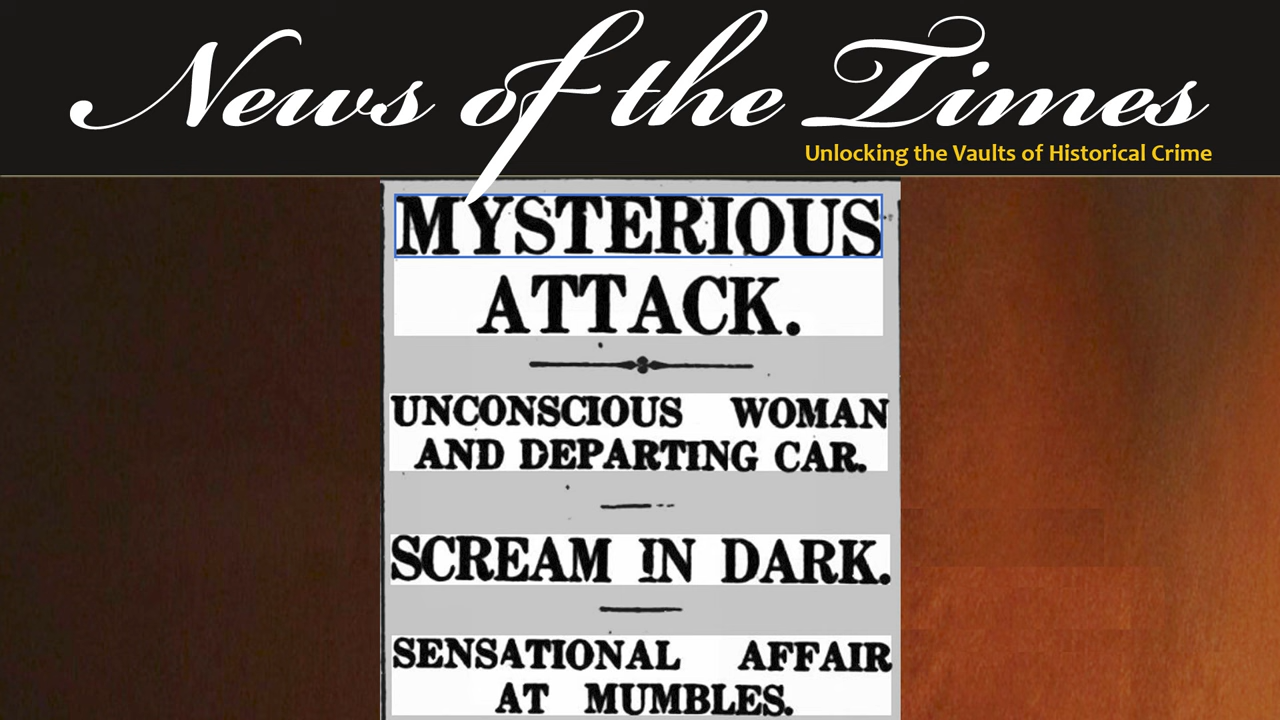 News of the Times
Unlocking the Vaults of Historical Crime
MYSTERIOUS
ATTACK.
UNCONSCIOUS WOMAN
AND DEPARTING CAR.
SCREAM IN DARK.
SENSATIONAL AFFAIR
AT MUMBLES.